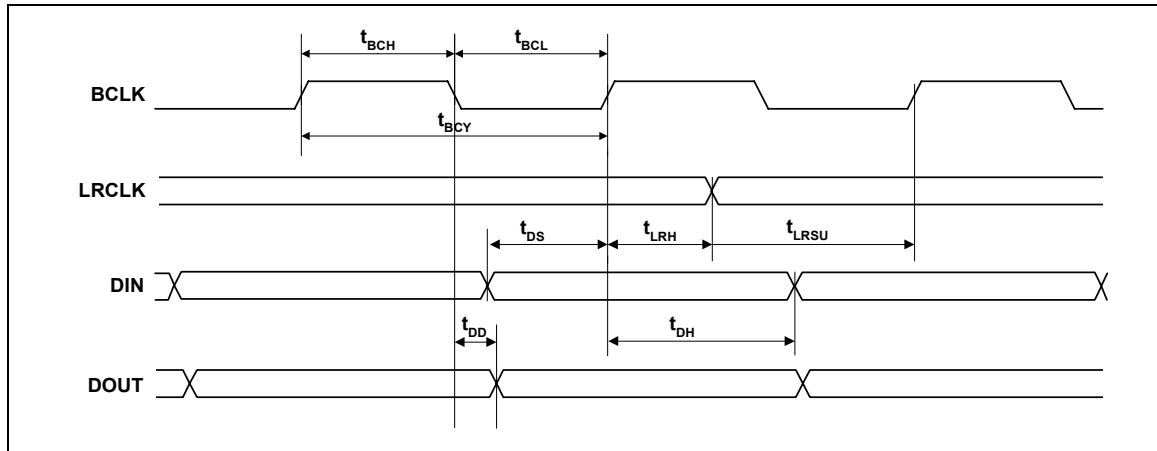 tBCH tBCL
BCLK
tBCY
LRCLK
tDS tLRH tLRSU
DIN
tDD tDH
DOUT